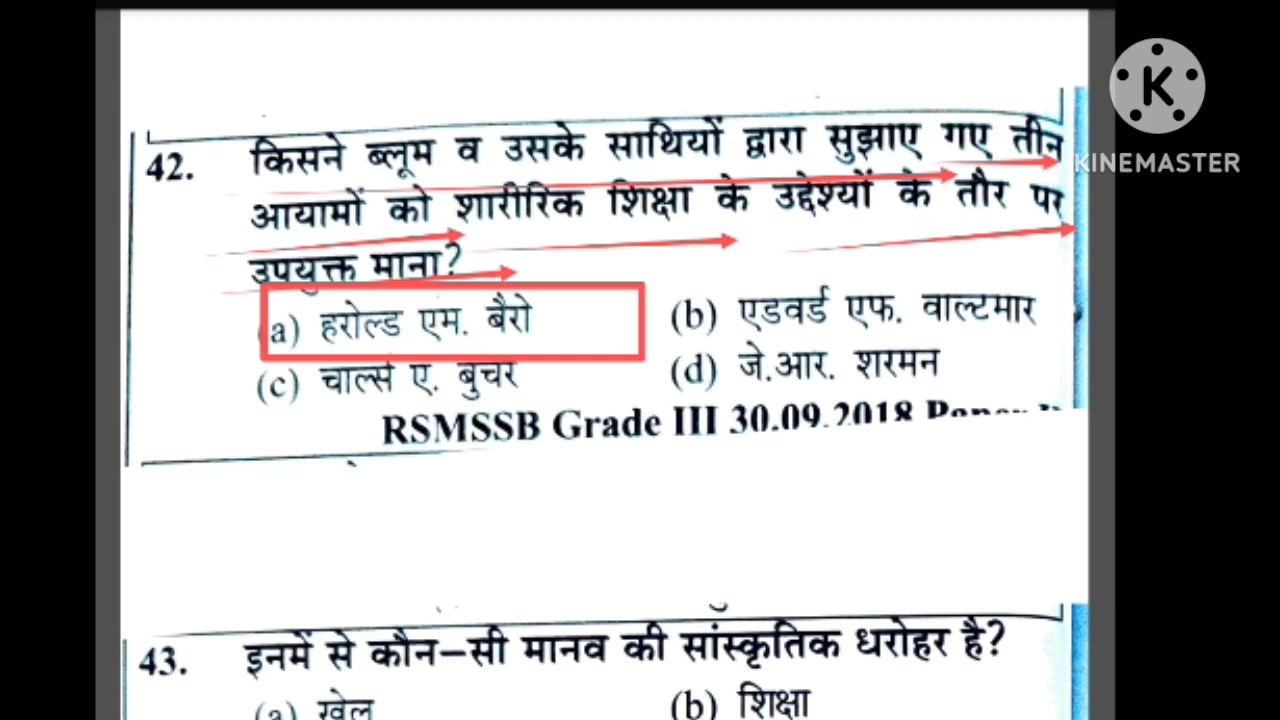 42. किसने ब्लूम व उसके साथियों द्वारा सुझाए गए तीन
आयामों को शारीरिक शिक्षा के उद्देश्यों के तौर पर
उपयुक्त माना?
(a) हरोल्ड एम. बैरो (b) एडवर्ड एफ. वाल्टमार
(c) चार्ल्स ए. बुचर (d) जे.आर. शरमन
RSMSSB Grade III 30.09.2018
43. इनमें से कौन-सी मानव की सांस्कृतिक धरोहर है?
(a) खेल (b) शिक्षा
K
KINEMASTER